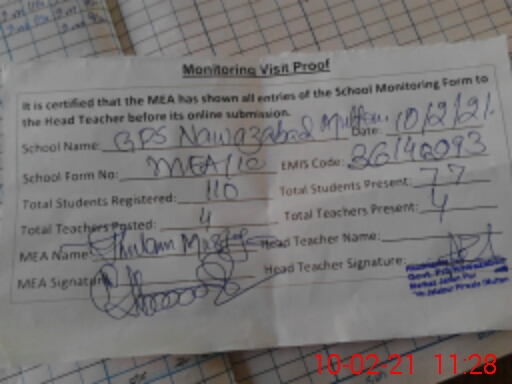 Monitoring Visit Proof
It is certified that the MEA has shown all entries of the School Monitoring Form to
the Head Teacher before its online submission.
School Name: GPS Nawazabad Date: 10/2/21.
School Form No: MEA/10 EMIS Code:
Total Students Registered: 110 Total Students Present: 77
Total Teachers Posted: 4 Total Teachers Present: 4
MEA Name: Ghulam Head Teacher Name:
MEA Signature Head Teacher Signature:
10-02-21 11:28